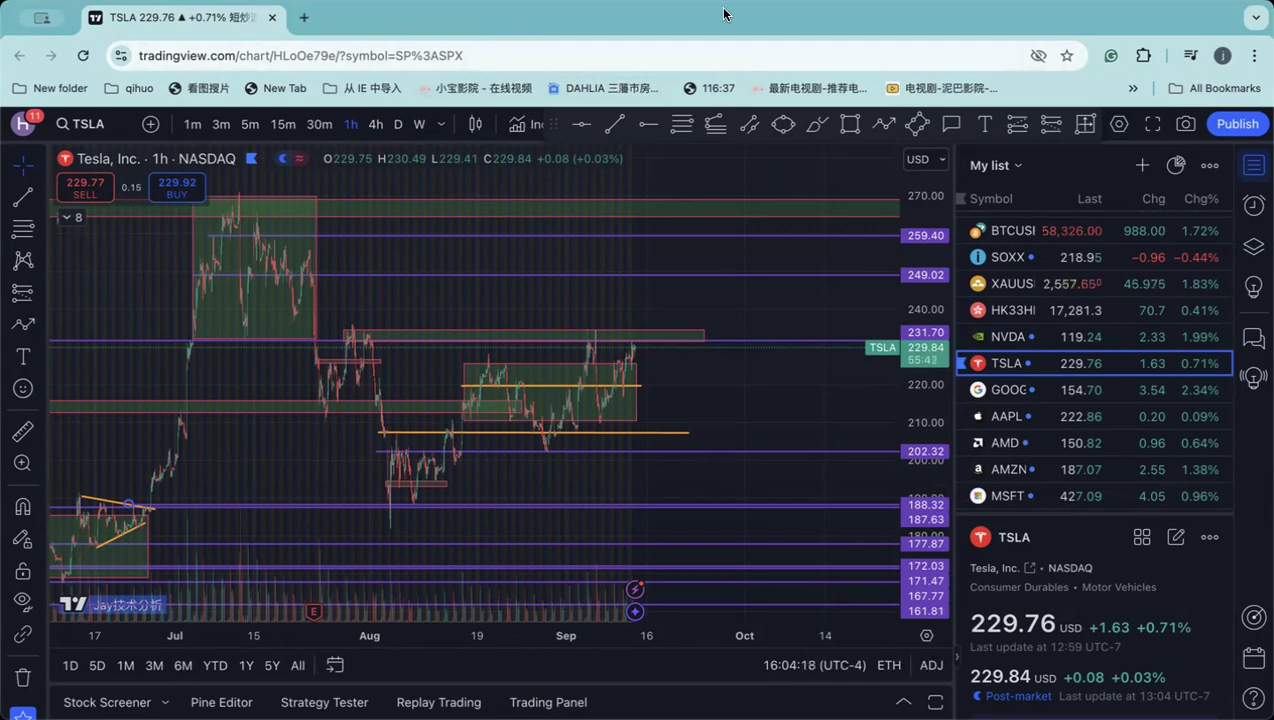 TSLA 229.76 ▲ +0.71% 短炒
tradingview.com/chart/HLoOe79e/?symbol=SP%3ASPX
New folder
qihuo
看图搜片
New Tab
从 IE 中导入
小宝影院 - 在线视频
DAHLIA 三藩市房...
116:37
最新电视剧-推荐电...
电视剧-泥巴影院-...
All Bookmarks
11
TSLA
1m 3m 5m 15m 30m 1h 4h D W
Publish
Tesla, Inc. · 1h · NASDAQ
O229.75 H230.49 L229.41 C229.84 +0.08 (+0.03%)
USD
229.77
SELL
0.15
229.92
BUY
8
270.00
259.40
249.02
240.00
231.70
TSLA 229.84
55:42
220.00
210.00
202.32
200.00
188.32
187.63
180.00
177.87
172.03
171.47
167.77
161.81
Jay技术分析
E
17 Jul 15 Aug 19 Sep 16 Oct 14
1D 5D 1M 3M 6M YTD 1Y 5Y All
16:04:18 (UTC-4) ETH ADJ
Stock Screener
Pine Editor
Strategy Tester
Replay Trading
Trading Panel
My list
Symbol Last Chg Chg%
BTCUSI 58,326.00 988.00 1.72%
SOXX 218.95 −0.96 −0.44%
XAUUS 2,557.650 45.975 1.83%
HK33HI 17,281.3 70.7 0.41%
NVDA 119.24 2.33 1.99%
TSLA 229.76 1.63 0.71%
GOOG 154.70 3.54 2.34%
AAPL 222.86 0.20 0.09%
AMD 150.82 0.96 0.64%
AMZN 187.07 2.55 1.38%
MSFT 427.09 4.05 0.96%
TSLA
Tesla, Inc. · NASDAQ
Consumer Durables · Motor Vehicles
229.76 USD +1.63 +0.71%
Last update at 12:59 UTC-7
229.84 USD +0.08 +0.03%
Post-market Last update at 13:04 UTC-7